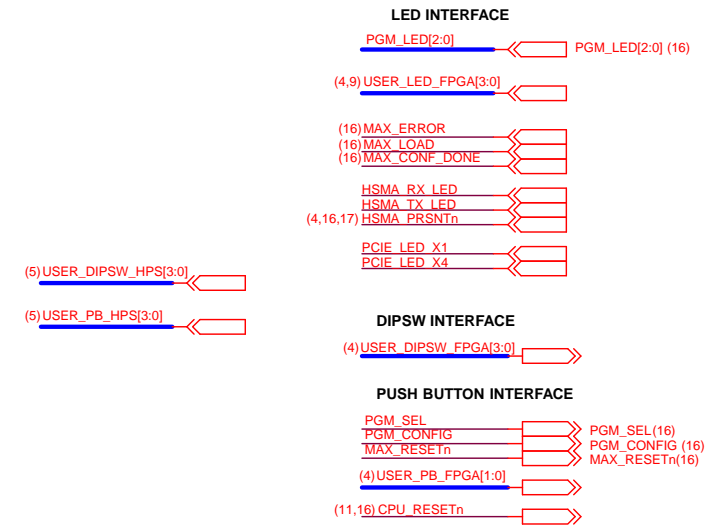 LED INTERFACE
PGM_LED[2:0]
PGM_LED[2:0] (16)
(4,9) USER_LED_FPGA[3:0]
(16) MAX_ERROR
(16) MAX_LOAD
(16) MAX_CONF_DONE
HSMA_RX_LED
HSMA_TX_LED
(4,16,17) HSMA_PRSNTn
PCIE_LED_X1
PCIE_LED_X4
(5) USER_DIPSW_HPS[3:0]
(5) USER_PB_HPS[3:0]
DIPSW INTERFACE
(4) USER_DIPSW_FPGA[3:0]
PUSH BUTTON INTERFACE
PGM_SEL
PGM_SEL(16)
PGM_CONFIG
PGM_CONFIG (16)
MAX_RESETn
MAX_RESETn(16)
(4) USER_PB_FPGA[1:0]
(11,16) CPU_RESETn